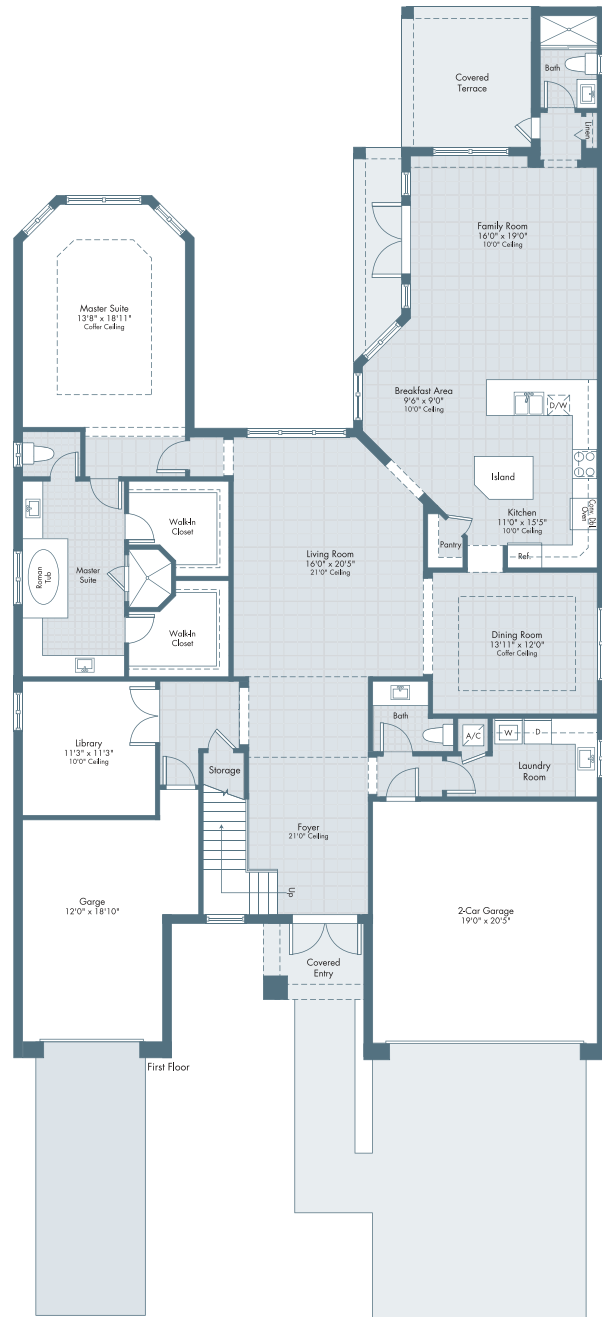 Covered
Terrace
Bath
Linen
Family Room
16'0" x 19'0"
10'0" Ceiling
Master Suite
13'8" x 18'11"
Coffer Ceiling
Breakfast Area
9'6" x 9'0"
10'0" Ceiling
D/W
Island
Kitchen
11'0" x 15'5"
10'0" Ceiling
Conv. Dbl.
Oven
Walk-In
Closet
Pantry
Ref.
Living Room
16'0" x 20'5"
21'0" Ceiling
Roman
Tub
Master
Suite
Walk-In
Closet
Dining Room
13'11" x 12'0"
Coffer Ceiling
Bath
A/C
W
D
Laundry
Room
Library
11'3" x 11'3"
10'0" Ceiling
Storage
Foyer
21'0" Ceiling
Up
Garge
12'0" x 18'10"
2-Car Garage
19'0" x 20'5"
Covered
Entry
First Floor